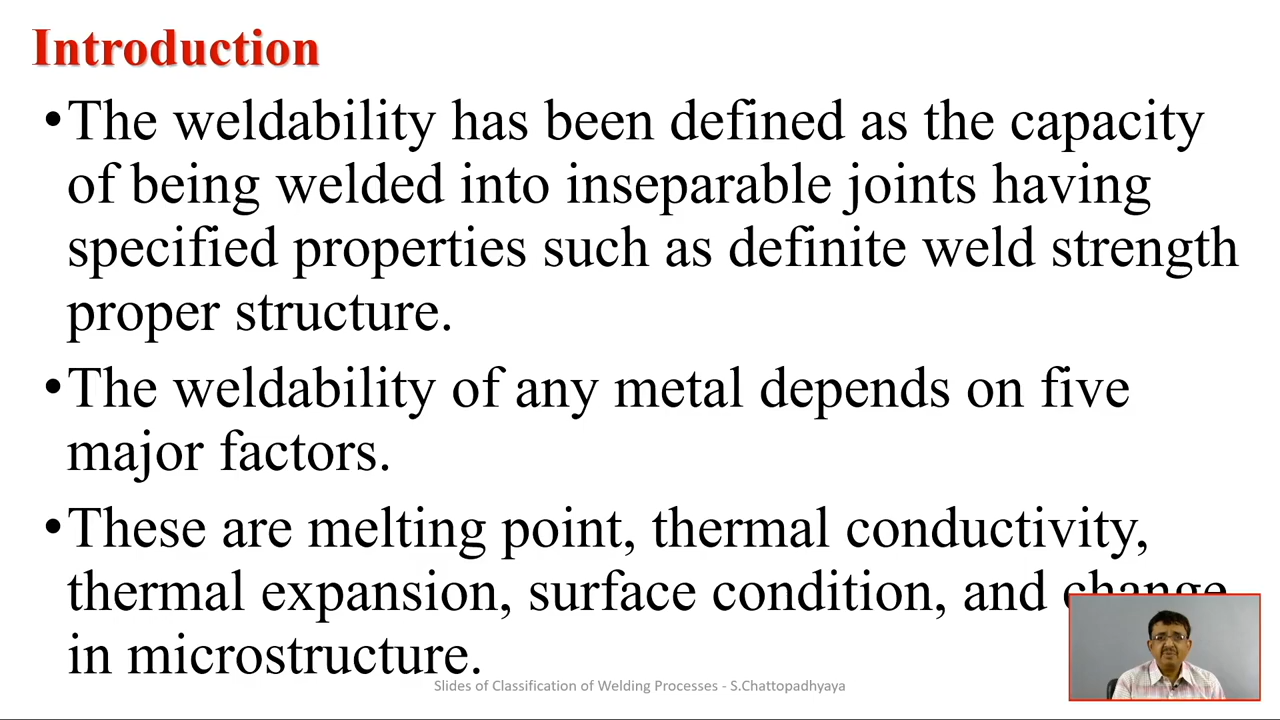 Introduction
•The weldability has been defined as the capacity
of being welded into inseparable joints having
specified properties such as definite weld strength
proper structure.
•The weldability of any metal depends on five
major factors.
•These are melting point, thermal conductivity,
thermal expansion, surface condition, and change
in microstructure.
Slides of Classification of Welding Processes - S.Chattopadhyaya